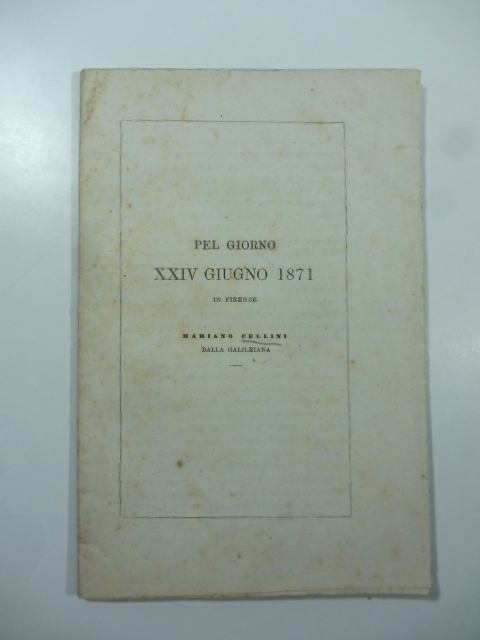 PEL GIORNO
XXIV GIUGNO 1871
IN FIRENZE
MARIANO CELLINI
DALLA GALILEIANA